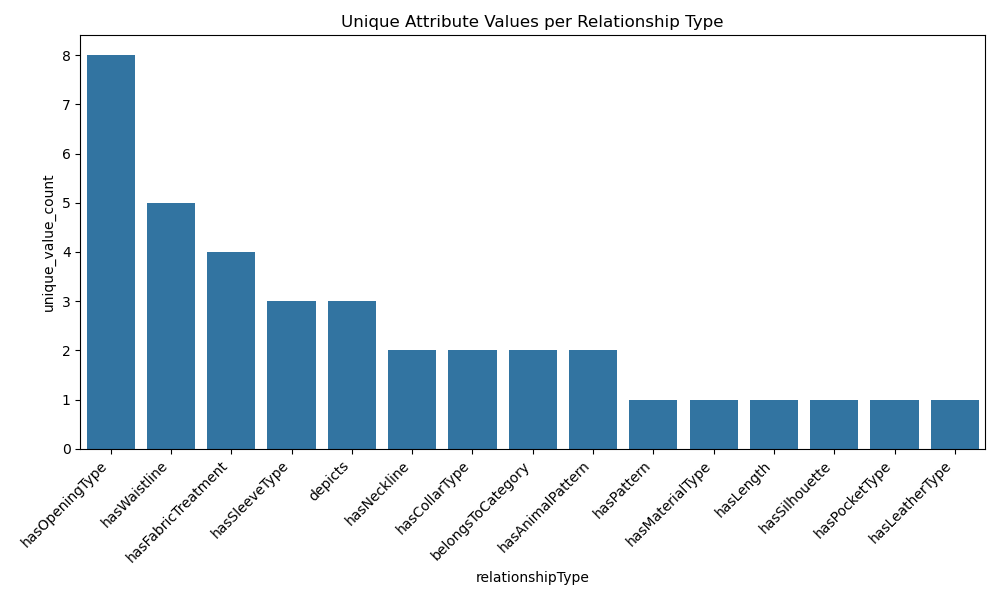 Unique Attribute Values per Relationship Type
unique_value_count
8
7
6
5
4
3
2
1
0
hasOpeningType
hasWaistline
hasFabricTreatment
hasSleeveType
depicts
hasNeckline
hasCollarType
belongsToCategory
hasAnimalPattern
hasPattern
hasMaterialType
hasLength
hasSilhouette
hasPocketType
hasLeatherType
relationshipType